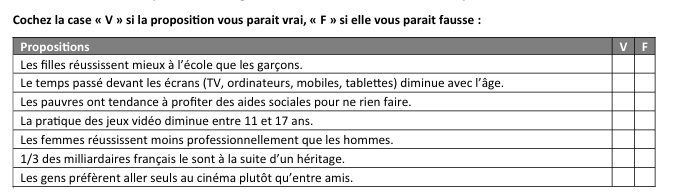 Cochez la case « V » si la proposition vous parait vrai, « F » si elle vous parait fausse :
Propositions V F
Les filles réussissent mieux à l'école que les garçons.
Le temps passé devant les écrans (TV, ordinateurs, mobiles, tablettes) diminue avec l'âge.
Les pauvres ont tendance à profiter des aides sociales pour ne rien faire.
La pratique des jeux vidéo diminue entre 11 et 17 ans.
Les femmes réussissent moins professionnellement que les hommes.
1/3 des milliardaires français le sont à la suite d'un héritage.
Les gens préfèrent aller seuls au cinéma plutôt qu'entre amis.